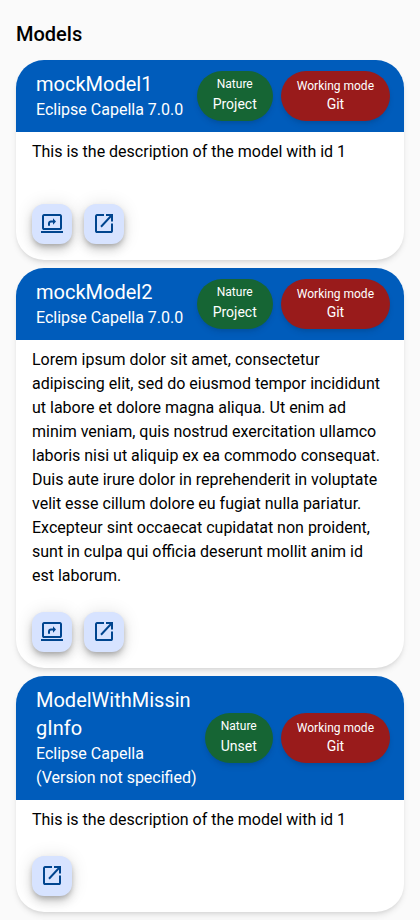 Models
mockModel1
Eclipse Capella 7.0.0
Nature
Project
Working mode
Git
This is the description of the model with id 1
mockModel2
Eclipse Capella 7.0.0
Nature
Project
Working mode
Git
Lorem ipsum dolor sit amet, consectetur
adipiscing elit, sed do eiusmod tempor incididunt
ut labore et dolore magna aliqua. Ut enim ad
minim veniam, quis nostrud exercitation ullamco
laboris nisi ut aliquip ex ea commodo consequat.
Duis aute irure dolor in reprehenderit in voluptate
velit esse cillum dolore eu fugiat nulla pariatur.
Excepteur sint occaecat cupidatat non proident,
sunt in culpa qui officia deserunt mollit anim id
est laborum.
ModelWithMissin
gInfo
Eclipse Capella
(Version not specified)
Nature
Unset
Working mode
Git
This is the description of the model with id 1